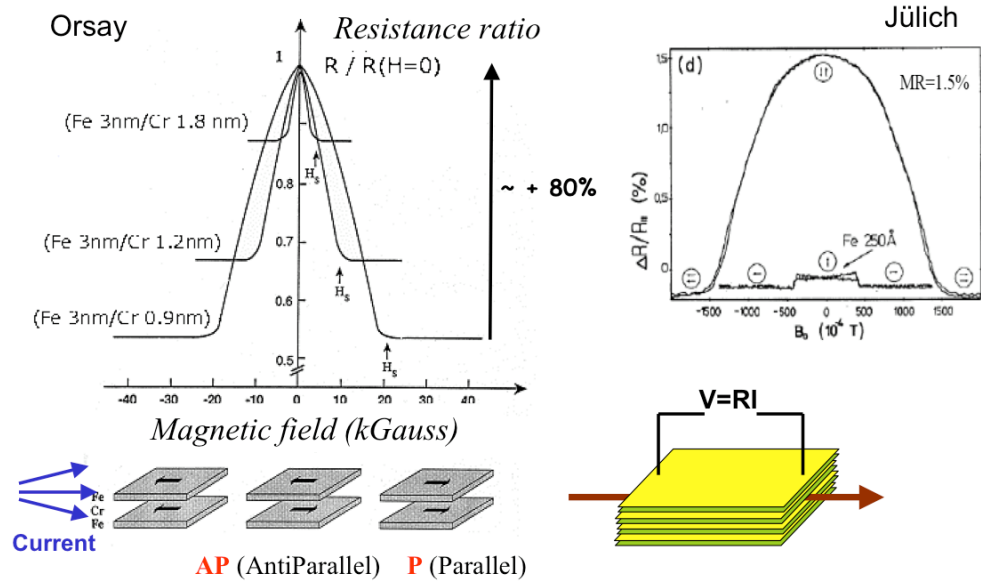 Orsay
Resistance ratio
R / R(H=0)
1
(Fe 3nm/Cr 1.8 nm)
H_s
0.8
(Fe 3nm/Cr 1.2nm)
0.7
H_s
0.6
(Fe 3nm/Cr 0.9nm)
0.5
H_s
-40 -30 -20 -10 0 10 20 30 40
Magnetic field (kGauss)
~ + 80%
Jülich
(d)
MR=1.5%
1,5
1,0
0,5
0
ΔR/R
(%)
Fe 250Å
-1500 -1000 -500 0 500 1000 1500
B₀ (10⁻⁴ T)
Fe
Cr
Fe
Current
AP (AntiParallel)
P (Parallel)
V=RI